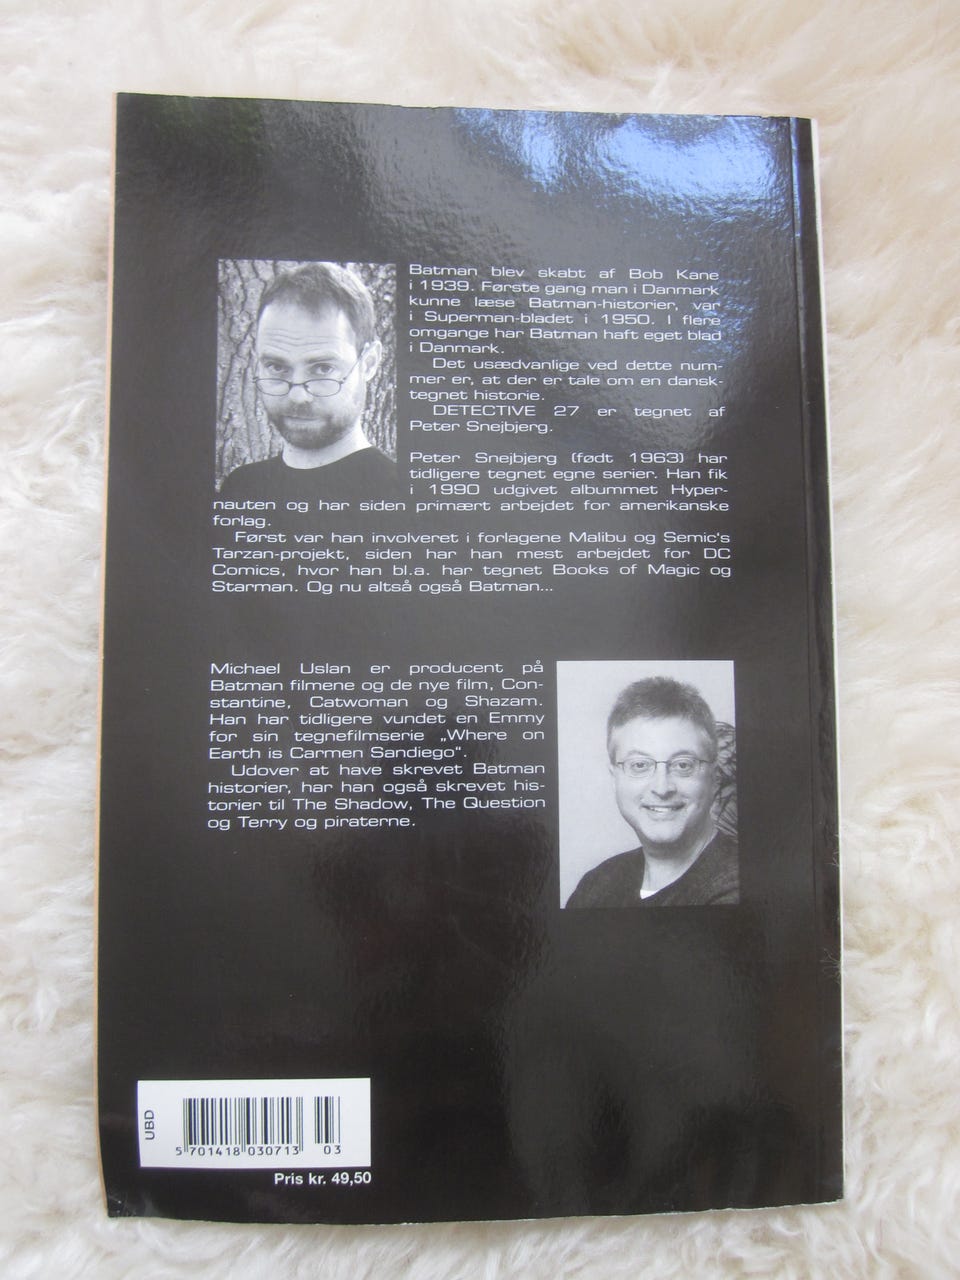 Batman blev skabt af Bob Kane
i 1939. Første gang man i Danmark
kunne læse Batman-historier, var
i Superman-bladet i 1950. I flere
omgange har Batman haft eget blad
i Danmark.
Det usædvanlige ved dette num-
mer er, at der er tale om en dansk-
tegnet historie.
DETECTIVE 27 er tegnet af
Peter Snejbjerg.
Peter Snejbjerg (født 1963) har
tidligere tegnet egne serier. Han fik
i 1990 udgivet albummet Hyper-
nauten og har siden primært arbejdet for amerikanske
forlag.
Først var han involveret i forlagene Malibu og Semic's
Tarzan-projekt, siden har han mest arbejdet for DC
Comics, hvor han bl.a. har tegnet Books of Magic og
Starman. Og nu altså også Batman...
Michael Uslan er producent på
Batman filmene og de nye film, Con-
stantine, Catwoman og Shazam.
Han har tidligere vundet en Emmy
for sin tegnefilmserie „Where on
Earth is Carmen Sandiego“.
Udover at have skrevet Batman
historier, har han også skrevet his-
torier til The Shadow, The Question
og Terry og piraterne.
UBD
5 701418 030713 03
Pris kr. 49,50